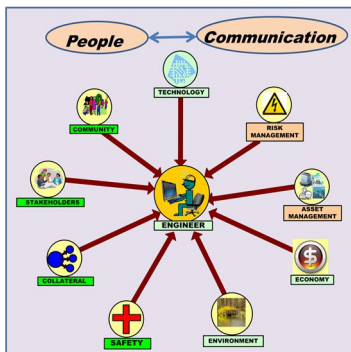 People
Communication
TECHNOLOGY
COMMUNITY
RISK
MANAGEMENT
STAKEHOLDERS
ENGINEER
ASSET
MANAGEMENT
COLLATERAL
ECONOMY
SAFETY
ENVIRONMENT